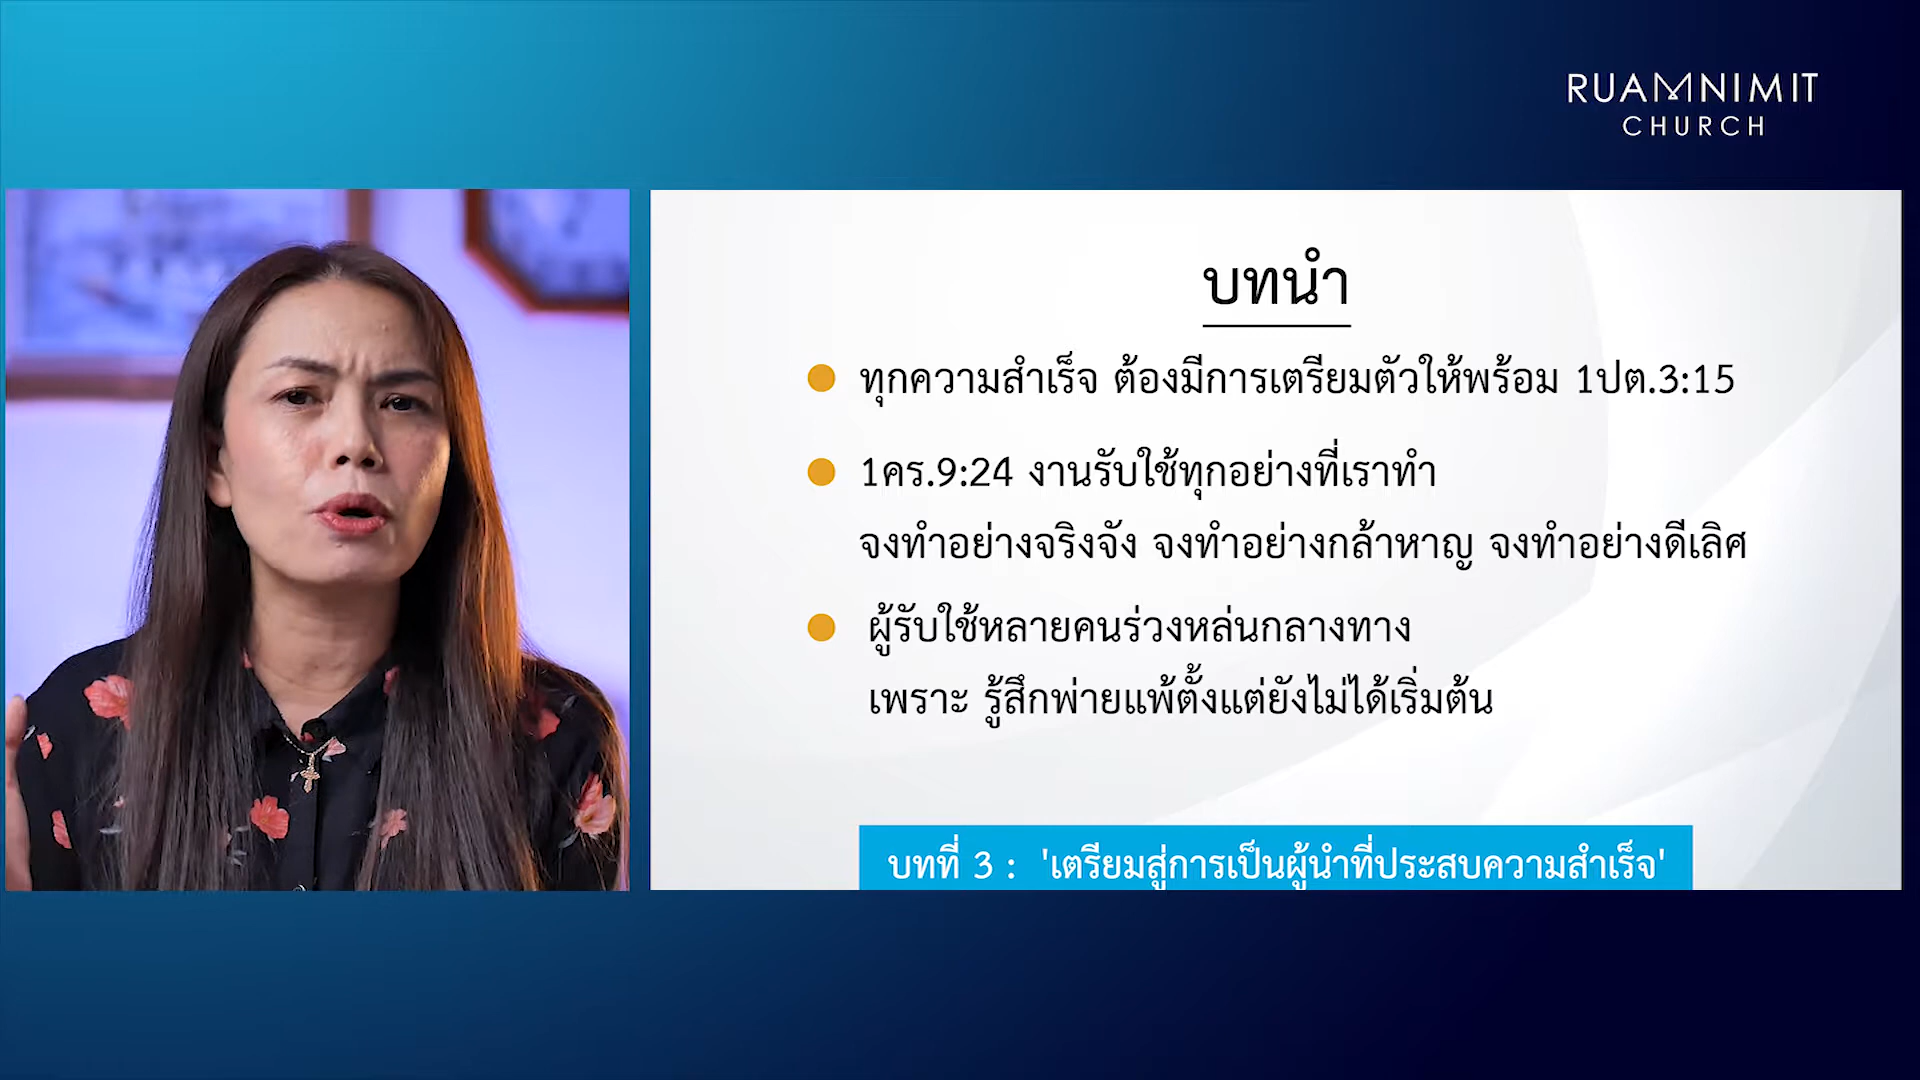 RUAMNIMIT
CHURCH
บทนำ
ทุกความสำเร็จ ต้องมีการเตรียมตัวให้พร้อม 1ปต.3:15
1คร.9:24 งานรับใช้ทุกอย่างที่เราทำ
จงทำอย่างจริงจัง จงทำอย่างกล้าหาญ จงทำอย่างดีเลิศ
ผู้รับใช้หลายคนร่วงหล่นกลางทาง
เพราะ รู้สึกพ่ายแพ้ตั้งแต่ยังไม่ได้เริ่มต้น
บทที่ 3 : 'เตรียมสู่การเป็นผู้นำที่ประสบความสำเร็จ'